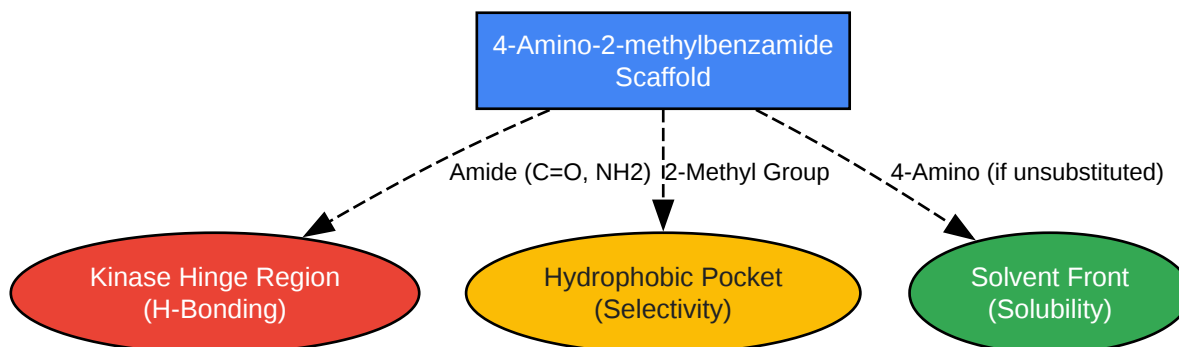 4-Amino-2-methylbenzamide
Scaffold
Amide (C=O, NH2)
2-Methyl Group
4-Amino (if unsubstituted)
Kinase Hinge Region
(H-Bonding)
Hydrophobic Pocket
(Selectivity)
Solvent Front
(Solubility)